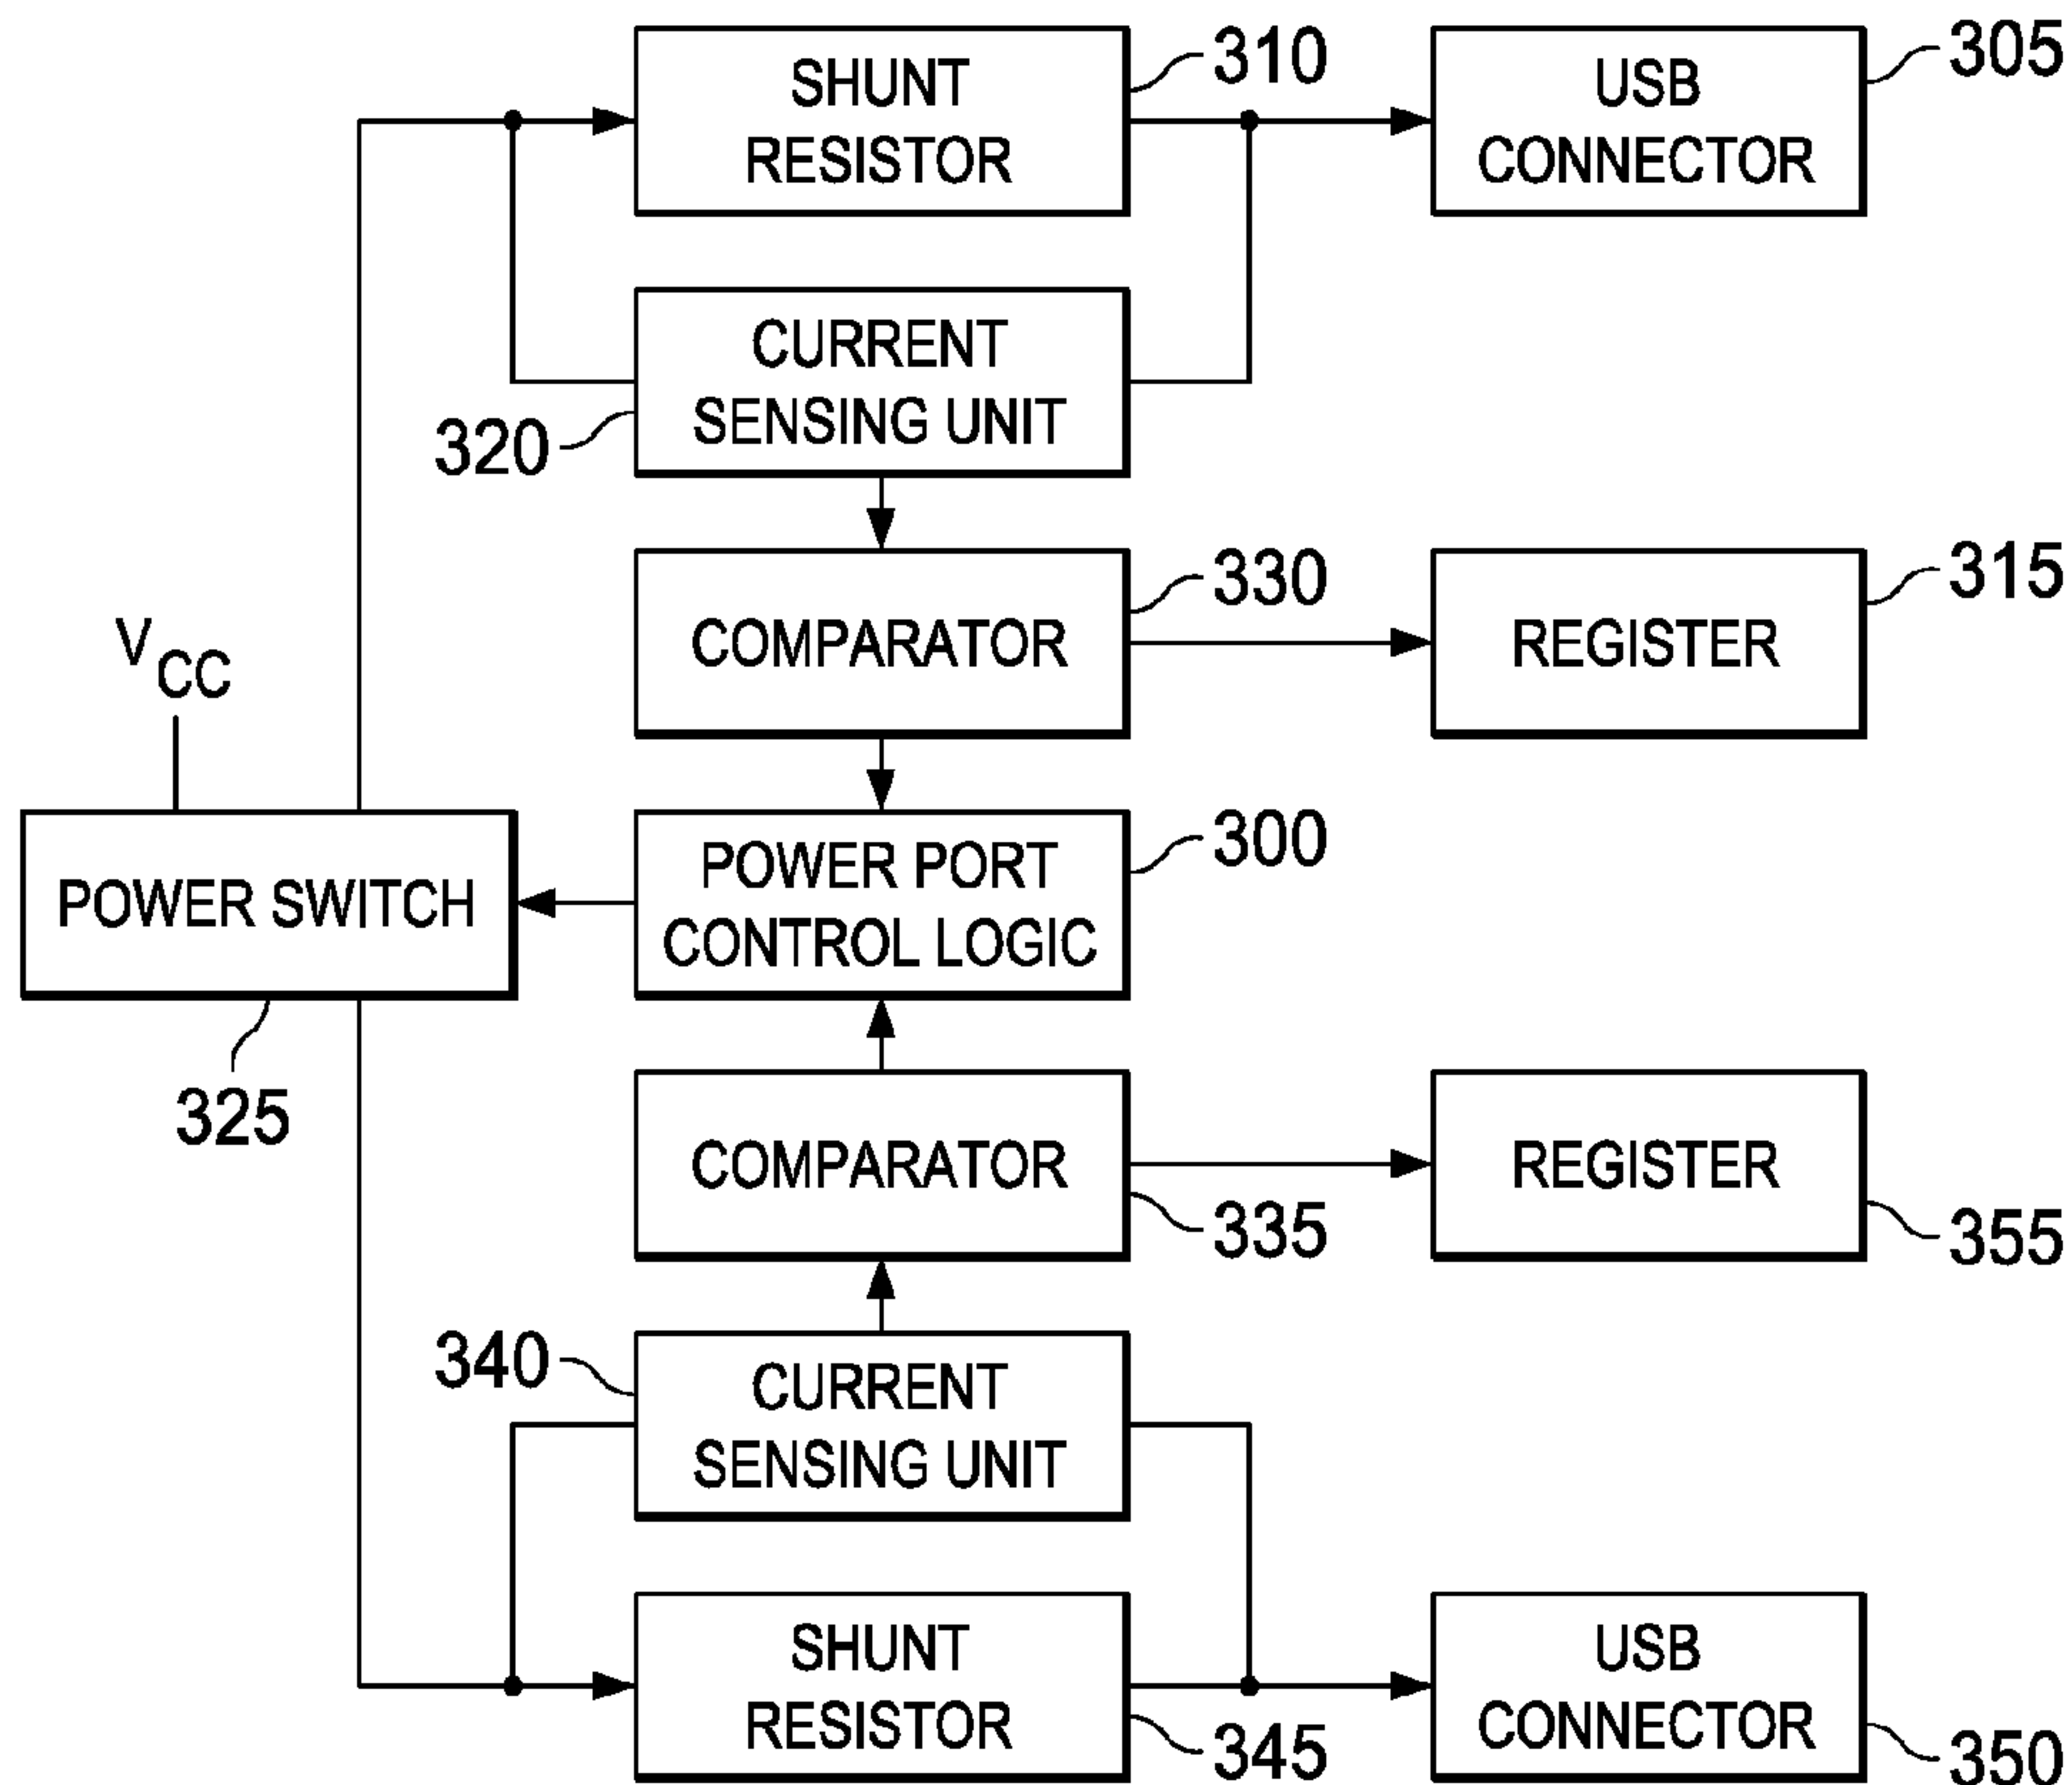 SHUNT
RESISTOR
310
USB
CONNECTOR
305
CURRENT
SENSING UNIT
320
COMPARATOR
330
REGISTER
315
V
CC
POWER SWITCH
325
POWER PORT
CONTROL LOGIC
300
COMPARATOR
335
REGISTER
355
340
CURRENT
SENSING UNIT
SHUNT
RESISTOR
345
USB
CONNECTOR
350